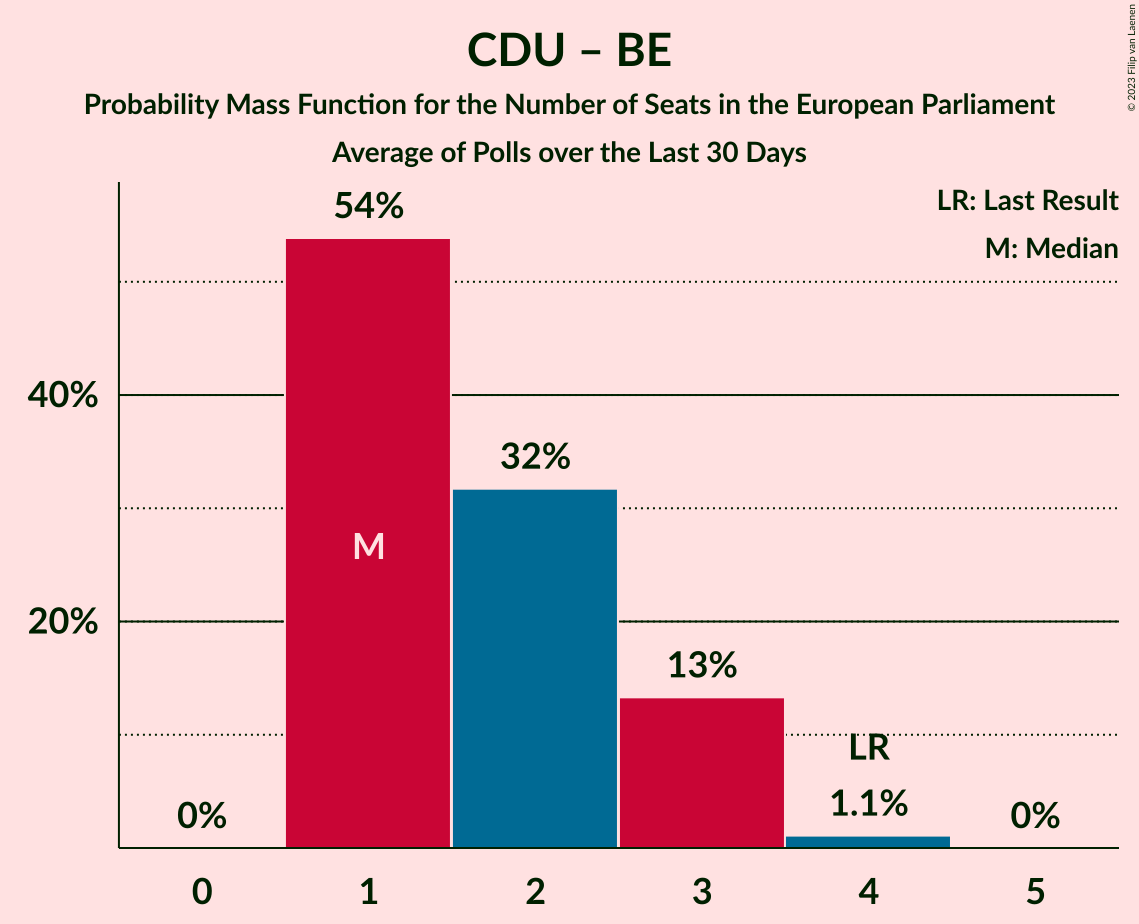 © 2023 Filip van Laenen
CDU – BE
Probability Mass Function for the Number of Seats in the European Parliament
Average of Polls over the Last 30 Days
LR: Last Result
M: Median
54%
40%
32%
M
20%
13%
LR
1.1%
0%
0%
0 1 2 3 4 5